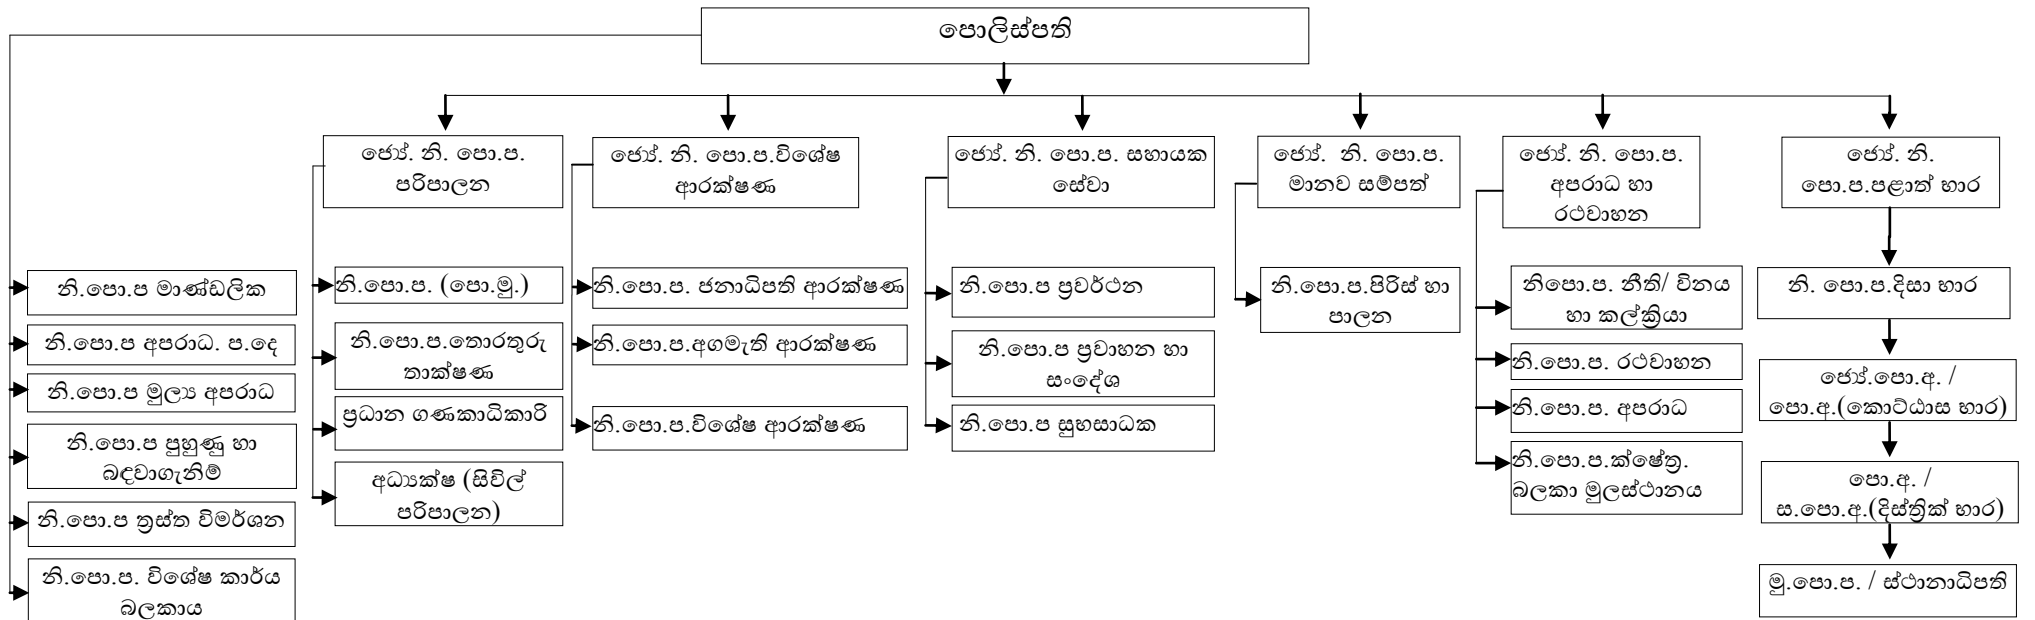 පොලිස්පති
ජ්‍යෙ. නි. පො.ප.
පරිපාලන
ජ්‍යෙ. නි. පො.ප.විශේෂ
ආරක්ෂණ
ජ්‍යෙ. නි. පො.ප. සහායක
සේවා
ජ්‍යෙ. නි. පො.ප.
මානව සම්පත්
ජ්‍යෙ. නි. පො.ප.
අපරාධ හා
රථවාහන
ජ්‍යෙ. නි.
පො.ප.පළාත් භාර
නි.පො.ප මාණ්ඩලික
නි.පො.ප අපරාධ. ප.දෙ
නි.පො.ප මුල්‍ය අපරාධ
නි.පො.ප පුහුණු හා
බඳවාගැනිම්
නි.පො.ප ත්‍රස්ත විමර්ශන
නි.පො.ප. විශේෂ කාර්ය
බලකාය
නි.පො.ප. (පො.මු.)
නි.පො.ප.තොරතුරු
තාක්ෂණ
ප්‍රධාන ගණකාධිකාරි
අධ්‍යක්ෂ (සිවිල්
පරිපාලන)
නි.පො.ප. ජනාධිපති ආරක්ෂණ
නි.පො.ප.අගමැති ආරක්ෂණ
නි.පො.ප.විශේෂ ආරක්ෂණ
නි.පො.ප ප්‍රවර්ථන
නි.පො.ප ප්‍රවාහන හා
සංදේශ
නි.පො.ප සුභසාධක
නි.පො.ප.පිරිස් හා
පාලන
නිපො.ප. නීති/ විනය
හා කල්ක්‍රියා
නි.පො.ප. රථවාහන
නි.පො.ප. අපරාධ
නි.පො.ප.ක්ෂේත්‍ර.
බලකා මුලස්ථානය
නි. පො.ප.දිසා භාර
ජ්‍යෙ.පො.අ. /
පො.අ.(කොට්ඨාස භාර)
පො.අ. /
ස.පො.අ.(දිස්ත්‍රික් භාර)
මු.පො.ප. / ස්ථානාධිපති